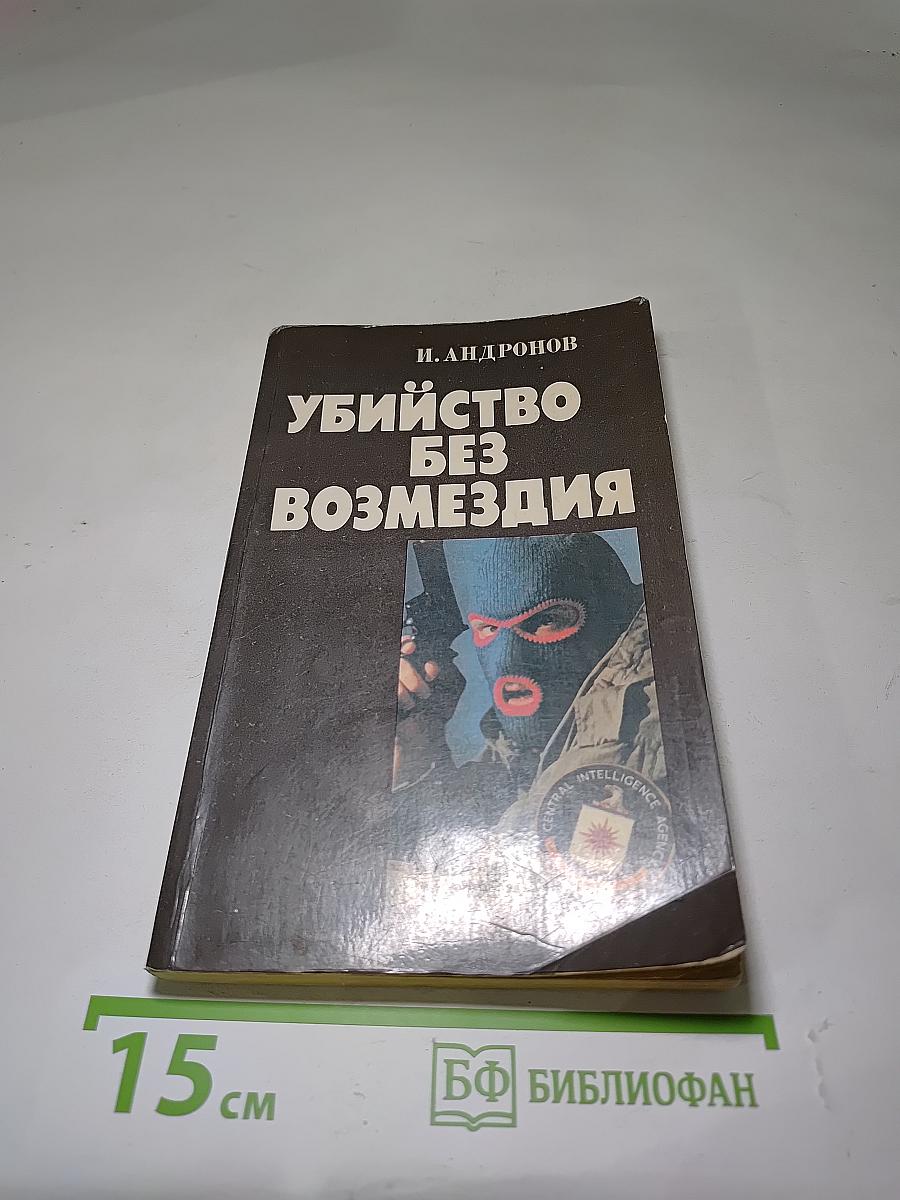 И. АНДРОНОВ
УБИЙСТВО
БЕЗ
ВОЗМЕЗДИЯ
CENTRAL INTELLIGENCE AGENCY
15 см
БФ БИБЛИОФАН